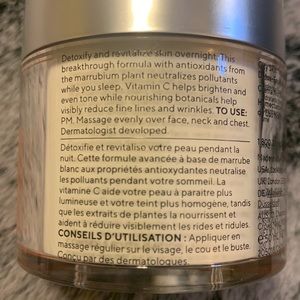 Detoxify and revitalize skin overnight. This
breakthrough formula with antioxidants from
the marrubium plant neutralizes pollutants
while you sleep. Vitamin C helps brighten and
even tone while nourishing botanicals help
visibly reduce fine lines and wrinkles. TO USE:
PM. Massage evenly over face, neck and chest.
Dermatologist developed.
Détoxifie et revitalise votre peau pendant la
nuit. Cette formule avancée à base de marrube
blanc aux propriétés antioxydantes neutralise
les polluants pendant votre sommeil. La
vitamine C aide votre peau à paraître plus
lumineuse et votre teint plus homogène, tandis
que les extraits de plantes la nourrissent et
aident à réduire visiblement les rides et ridules.
CONSEILS D'UTILISATION : Appliquer en
massage régulier sur le visage, le cou et le buste.
Conçu par des dermatologues.